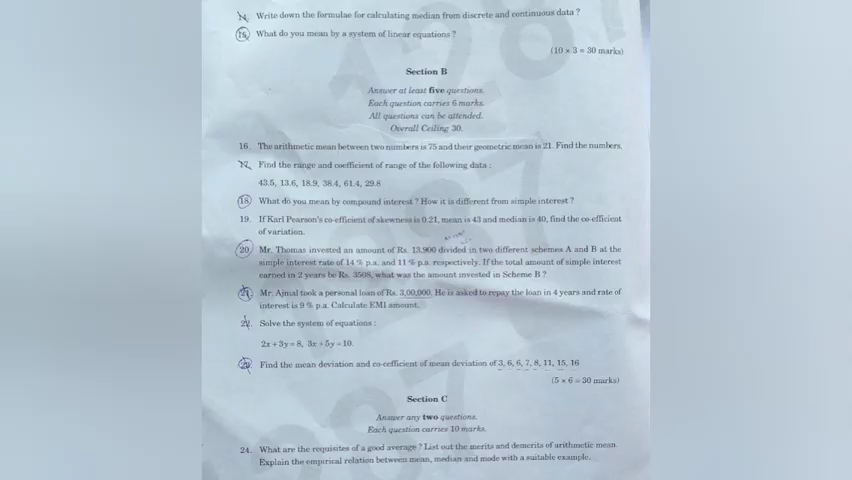 14. Write down the formulae for calculating median from discrete and continuous data ?
15. What do you mean by a system of linear equations ?
(10 × 3 = 30 marks)
Section B
Answer at least five questions.
Each question carries 6 marks.
All questions can be attended.
Overall Ceiling 30.
16. The arithmetic mean between two numbers is 75 and their geometric mean is 21. Find the numbers.
17. Find the range and coefficient of range of the following data :
43.5, 13.6, 18.9, 38.4, 61.4, 29.8
18. What do you mean by compound interest ? How it is different from simple interest ?
19. If Karl Pearson's co-efficient of skewness is 0.21, mean is 43 and median is 40, find the co-efficient
of variation.
20. Mr. Thomas invested an amount of Rs. 13,900 divided in two different schemes A and B at the
simple interest rate of 14 % p.a. and 11 % p.a. respectively. If the total amount of simple interest
earned in 2 years be Rs. 3508, what was the amount invested in Scheme B ?
21. Mr. Ajmal took a personal loan of Rs. 3,00,000. He is asked to repay the loan in 4 years and rate of
interest is 9 % p.a. Calculate EMI amount.
22. Solve the system of equations :
2x + 3y = 8, 3x + 5y = 10.
23. Find the mean deviation and co-efficient of mean deviation of 3, 6, 6, 7, 8, 11, 15, 16
(5 × 6 = 30 marks)
Section C
Answer any two questions.
Each question carries 10 marks.
24. What are the requisites of a good average ? List out the merits and demerits of arithmetic mean.
Explain the empirical relation between mean, median and mode with a suitable example.